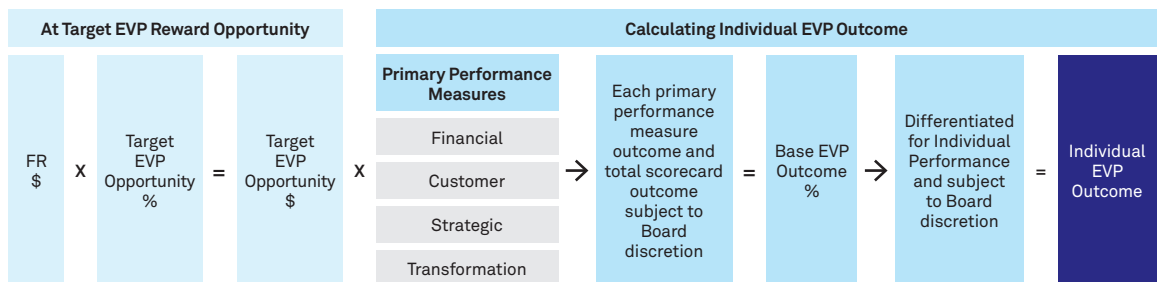 At Target EVP Reward Opportunity
Calculating Individual EVP Outcome
FR
$
x
Target
EVP
Opportunity
%
=
Target
EVP
Opportunity
$
x
Primary Performance
Measures
Financial
Customer
Strategic
Transformation
→
Each primary
performance
measure
outcome and
total scorecard
outcome
subject to
Board
discretion
=
Base EVP
Outcome
%
→
Differentiated
for Individual
Performance
and subject
to Board
discretion
=
Individual
EVP
Outcome